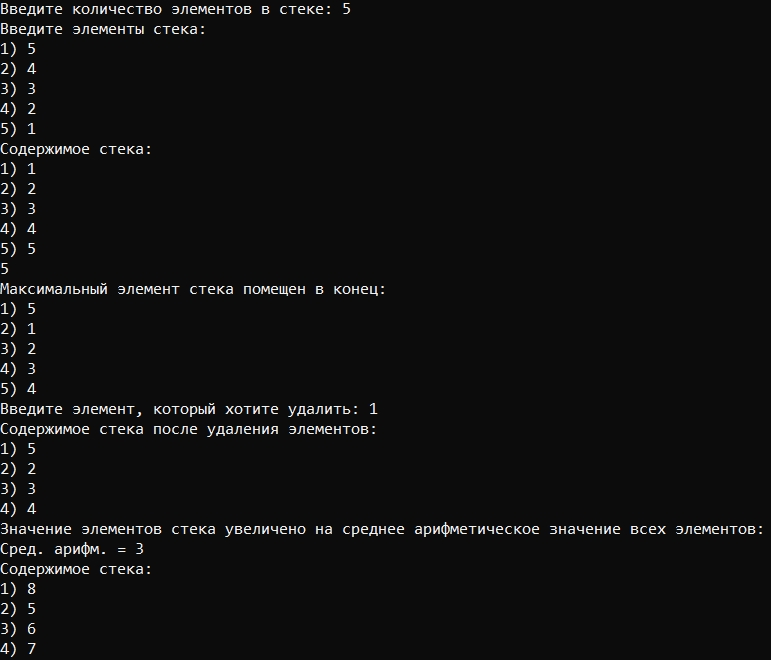 Введите количество элементов в стеке: 5
Введите элементы стека:
1) 5
2) 4
3) 3
4) 2
5) 1
Содержимое стека:
1) 1
2) 2
3) 3
4) 4
5) 5
5
Максимальный элемент стека помещен в конец:
1) 5
2) 1
3) 2
4) 3
5) 4
Введите элемент, который хотите удалить: 1
Содержимое стека после удаления элементов:
1) 5
2) 2
3) 3
4) 4
Значение элементов стека увеличено на среднее арифметическое значение всех элементов:
Сред. арифм. = 3
Содержимое стека:
1) 8
2) 5
3) 6
4) 7